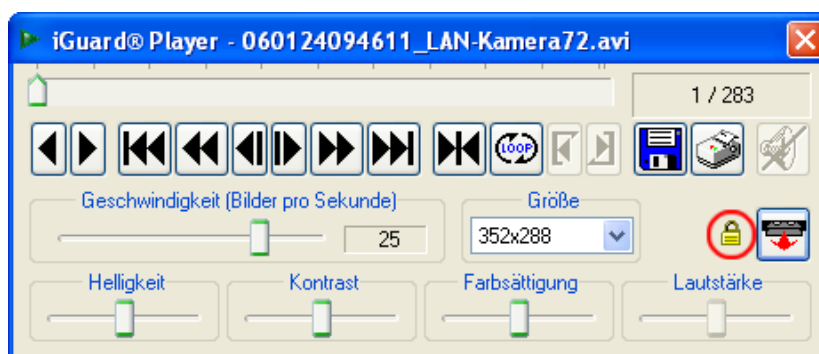 iGuard® Player - 060124094611_LAN-Kamera72.avi
1 / 283
LOOP
Geschwindigkeit (Bilder pro Sekunde)
25
Größe
352x288
Helligkeit
Kontrast
Farbsättigung
Lautstärke